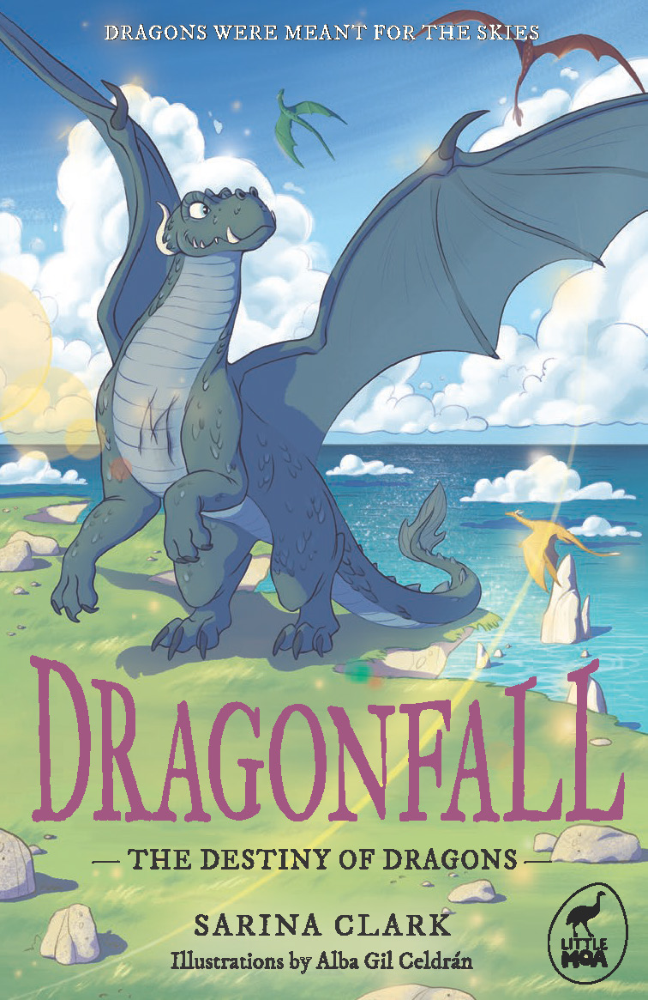 DRAGONS WERE MEANT FOR THE SKIES
DRAGONFALL
— THE DESTINY OF DRAGONS —
SARINA CLARK
Illustrations by Alba Gil Celdrán
LITTLE
MOA